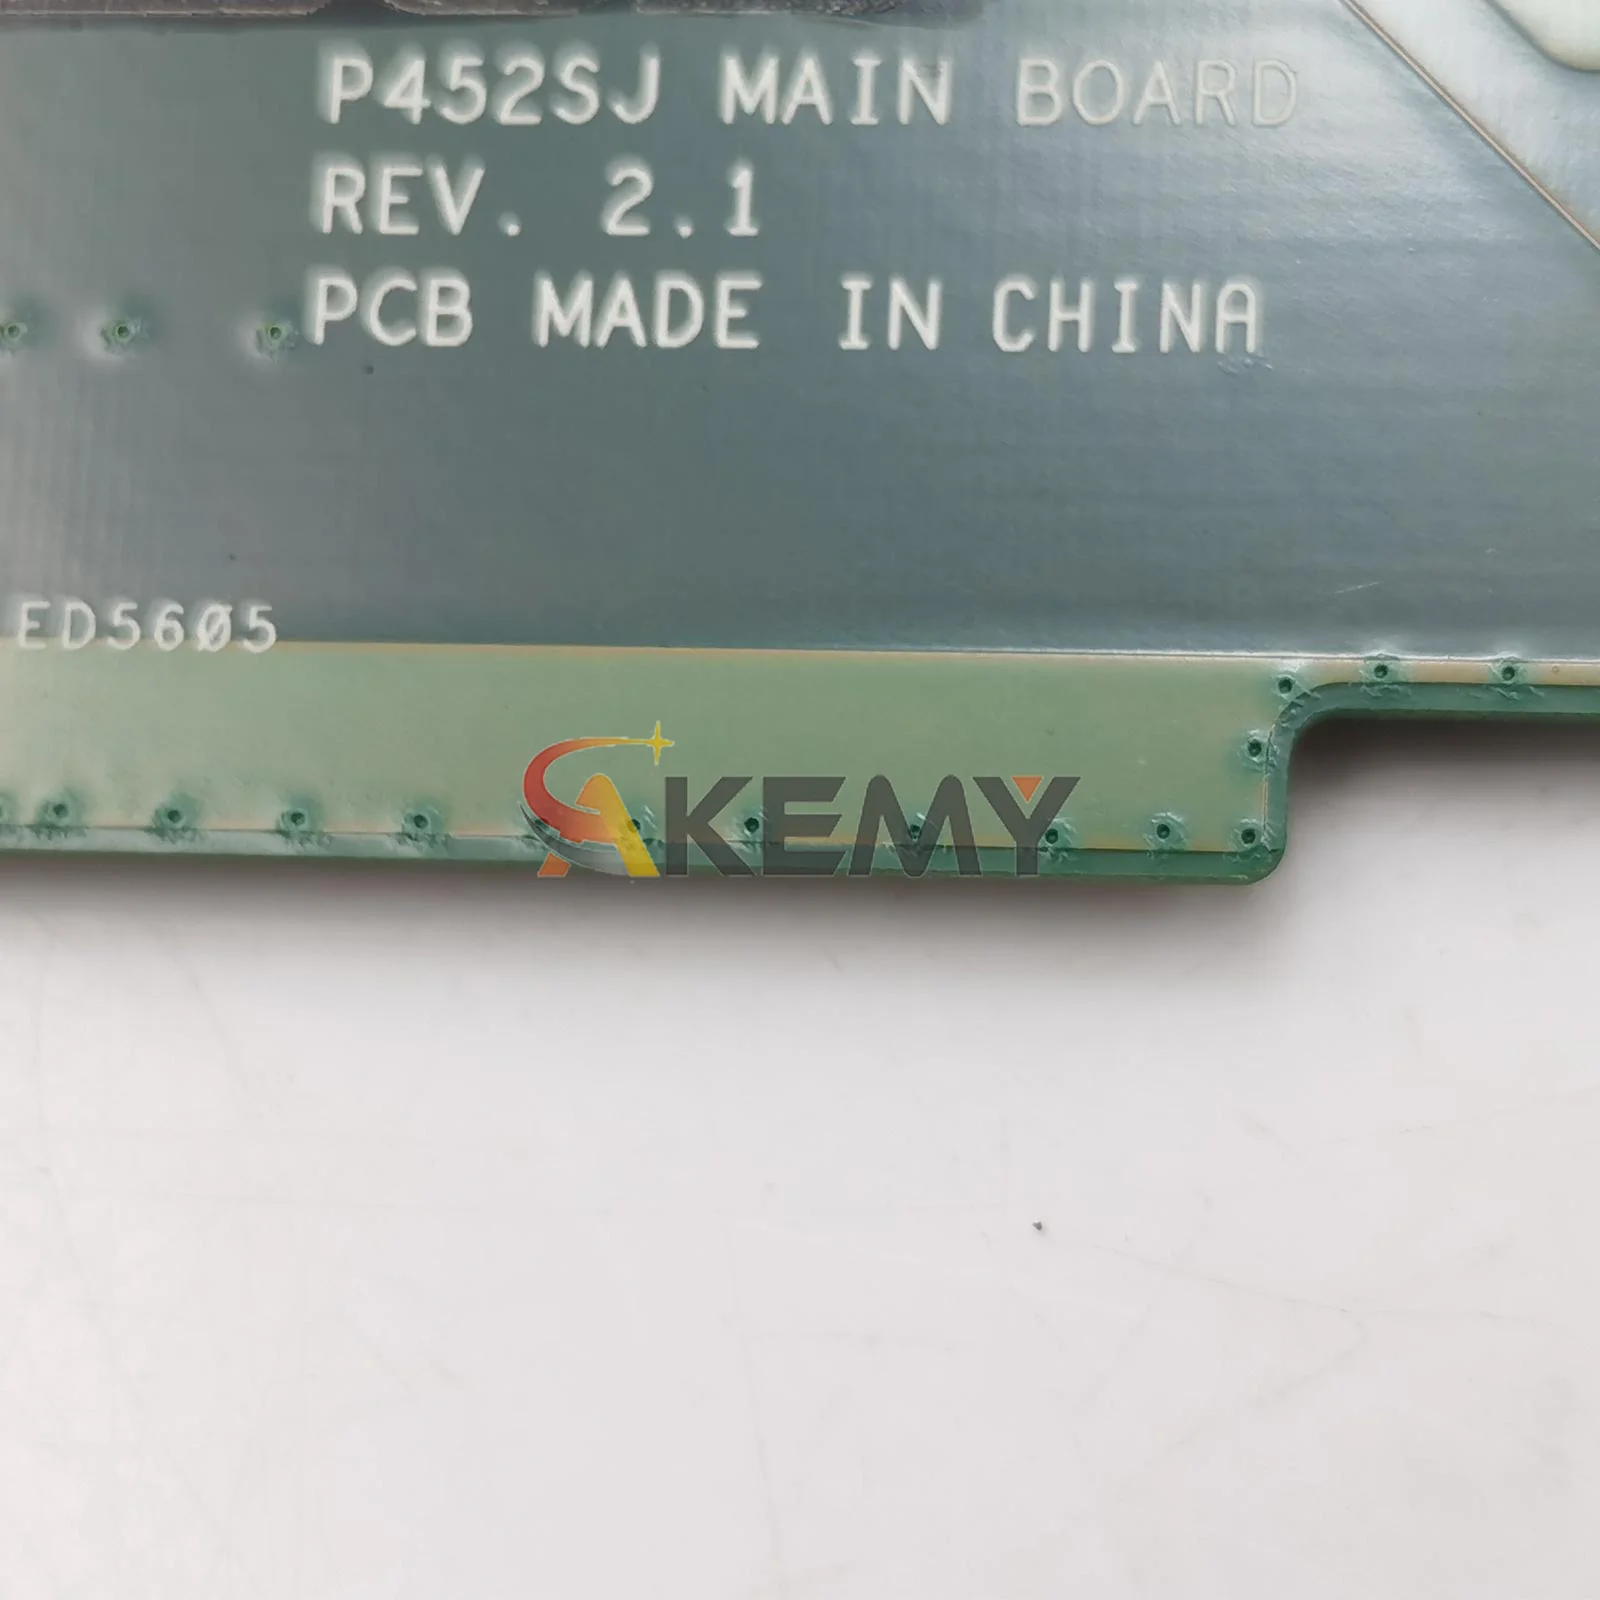 P452SJ MAIN BOARD
REV. 2.1
PCB MADE IN CHINA
ED5605
AKEMY